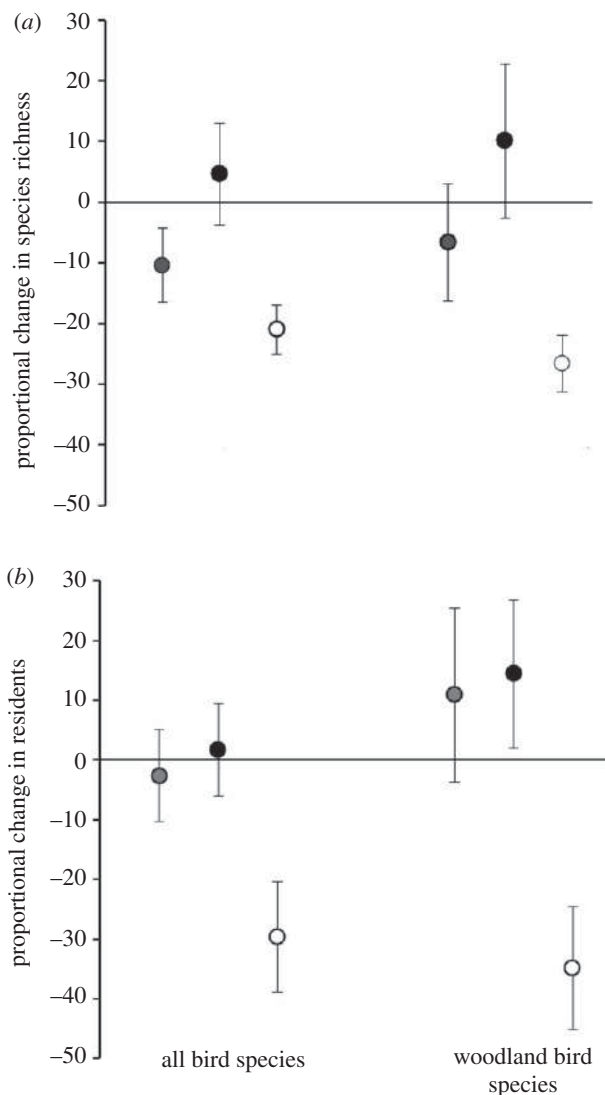 (a)
30
20
10
0
–10
–20
–30
–40
–50
proportional change in species richness
(b)
30
20
10
0
–10
–20
–30
–40
–50
proportional change in residents
all bird species
woodland bird
species